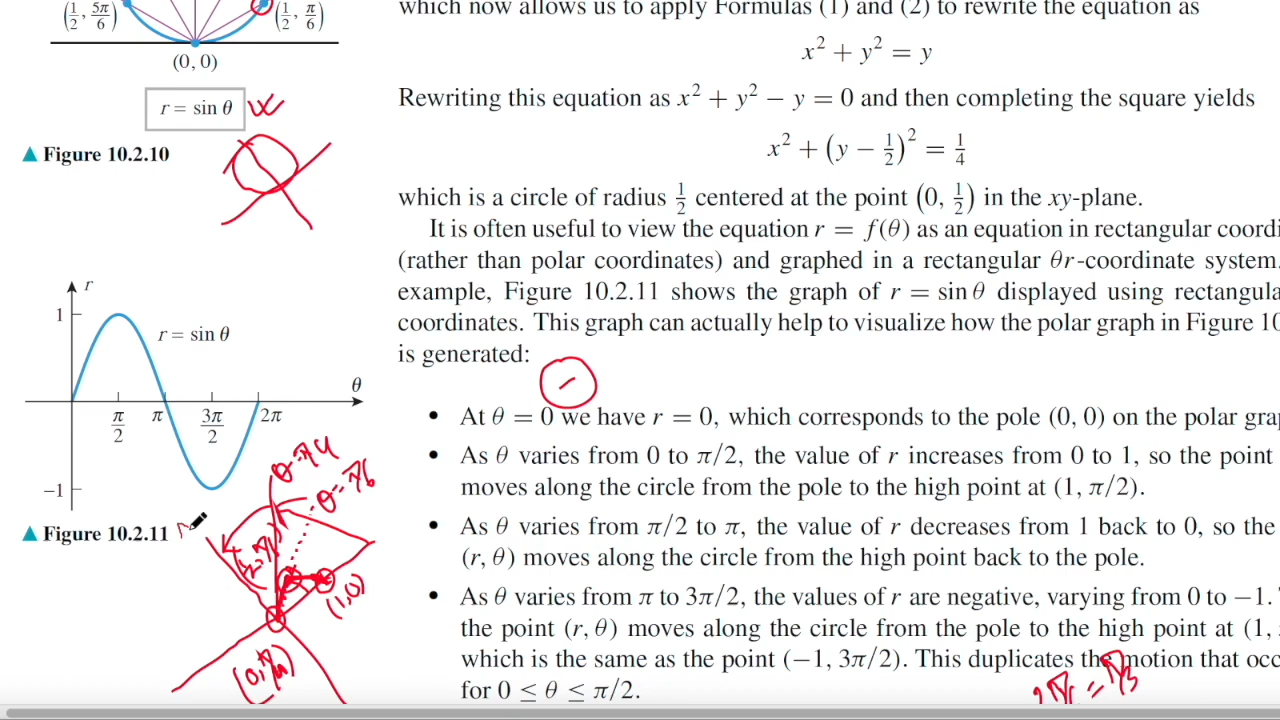 (1/2, 5π/6)
(1/2, π/6)
(0, 0)
r = sin θ
▲ Figure 10.2.10
r
1
r = sin θ
θ
π/2
π
3π/2
2π
−1
▲ Figure 10.2.11
θ=π/4
θ=π/6
(1,0)
which now allows us to apply Formulas (1) and (2) to rewrite the equation as
x² + y² = y
Rewriting this equation as x² + y² − y = 0 and then completing the square yields
x² + (y − 1/2)² = 1/4
which is a circle of radius 1/2 centered at the point (0, 1/2) in the xy-plane.
It is often useful to view the equation r = f(θ) as an equation in rectangular coordi
(rather than polar coordinates) and graphed in a rectangular θr-coordinate system.
example, Figure 10.2.11 shows the graph of r = sin θ displayed using rectangula
coordinates. This graph can actually help to visualize how the polar graph in Figure 10
is generated:
• At θ = 0 we have r = 0, which corresponds to the pole (0, 0) on the polar gra
• As θ varies from 0 to π/2, the value of r increases from 0 to 1, so the point
moves along the circle from the pole to the high point at (1, π/2).
• As θ varies from π/2 to π, the value of r decreases from 1 back to 0, so the
(r, θ) moves along the circle from the high point back to the pole.
• As θ varies from π to 3π/2, the values of r are negative, varying from 0 to −1.
the point (r, θ) moves along the circle from the pole to the high point at (1,
which is the same as the point (−1, 3π/2). This duplicates the motion that occ
for 0 ≤ θ ≤ π/2.